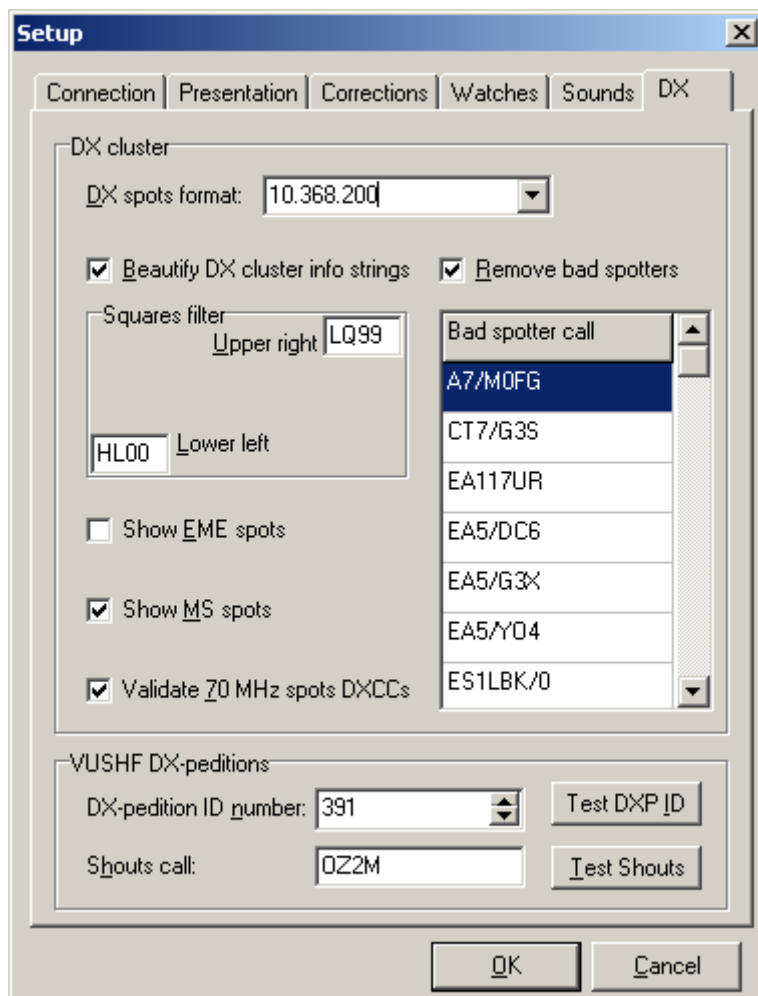 Setup
Connection Presentation Corrections Watches Sounds DX
DX cluster
DX spots format: 10.368.200
Beautify DX cluster info strings Remove bad spotters
Squares filter
Upper right LQ99
HL00 Lower left
Bad spotter call
A7/M0FG
CT7/G3S
EA117UR
EA5/DC6
EA5/G3X
EA5/YO4
ES1LBK/0
Show EME spots
Show MS spots
Validate 70 MHz spots DXCCs
VUSHF DX-peditions
DX-pedition ID number: 391 Test DXP ID
Shouts call: OZ2M Test Shouts
OK Cancel